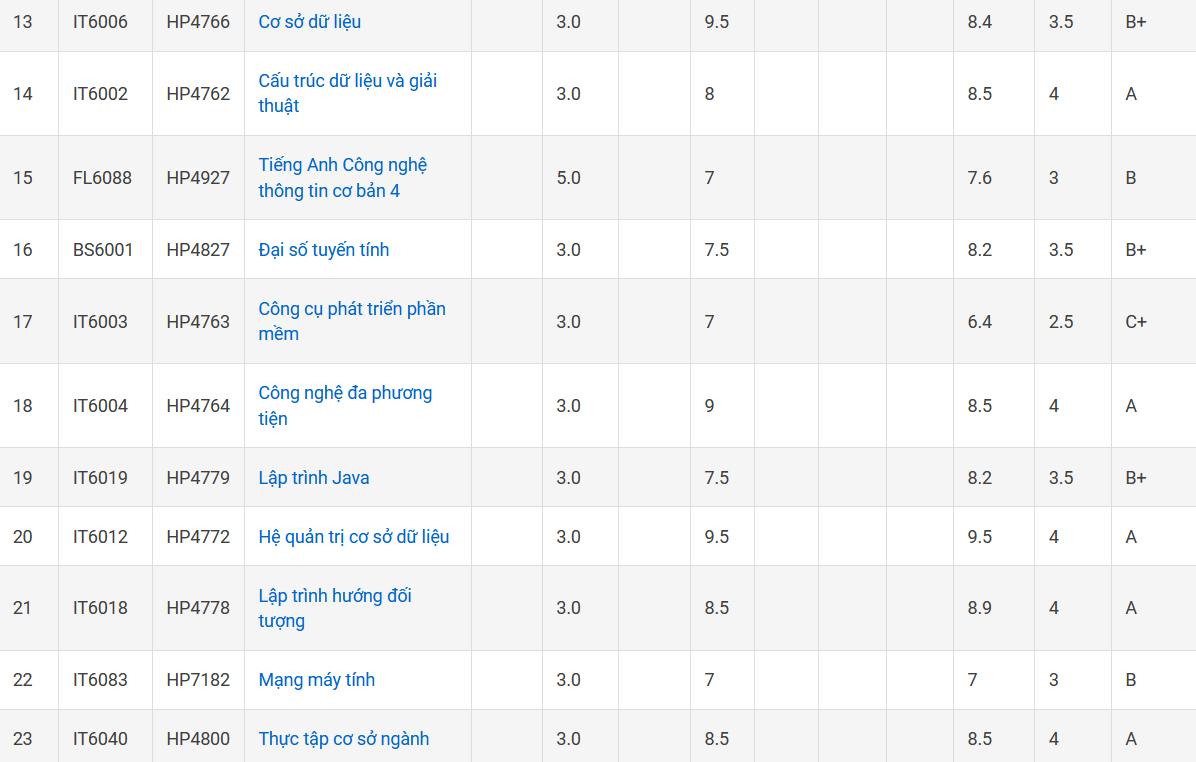 13 IT6006 HP4766 Cơ sở dữ liệu 3.0 9.5 8.4 3.5 B+
14 IT6002 HP4762 Cấu trúc dữ liệu và giải 3.0 8 8.5 4 A
thuật
15 FL6088 HP4927 Tiếng Anh Công nghệ 5.0 7 7.6 3 B
thông tin cơ bản 4
16 BS6001 HP4827 Đại số tuyến tính 3.0 7.5 8.2 3.5 B+
17 IT6003 HP4763 Công cụ phát triển phần 3.0 7 6.4 2.5 C+
mềm
18 IT6004 HP4764 Công nghệ đa phương 3.0 9 8.5 4 A
tiện
19 IT6019 HP4779 Lập trình Java 3.0 7.5 8.2 3.5 B+
20 IT6012 HP4772 Hệ quản trị cơ sở dữ liệu 3.0 9.5 9.5 4 A
21 IT6018 HP4778 Lập trình hướng đối 3.0 8.5 8.9 4 A
tượng
22 IT6083 HP7182 Mạng máy tính 3.0 7 7 3 B
23 IT6040 HP4800 Thực tập cơ sở ngành 3.0 8.5 8.5 4 A